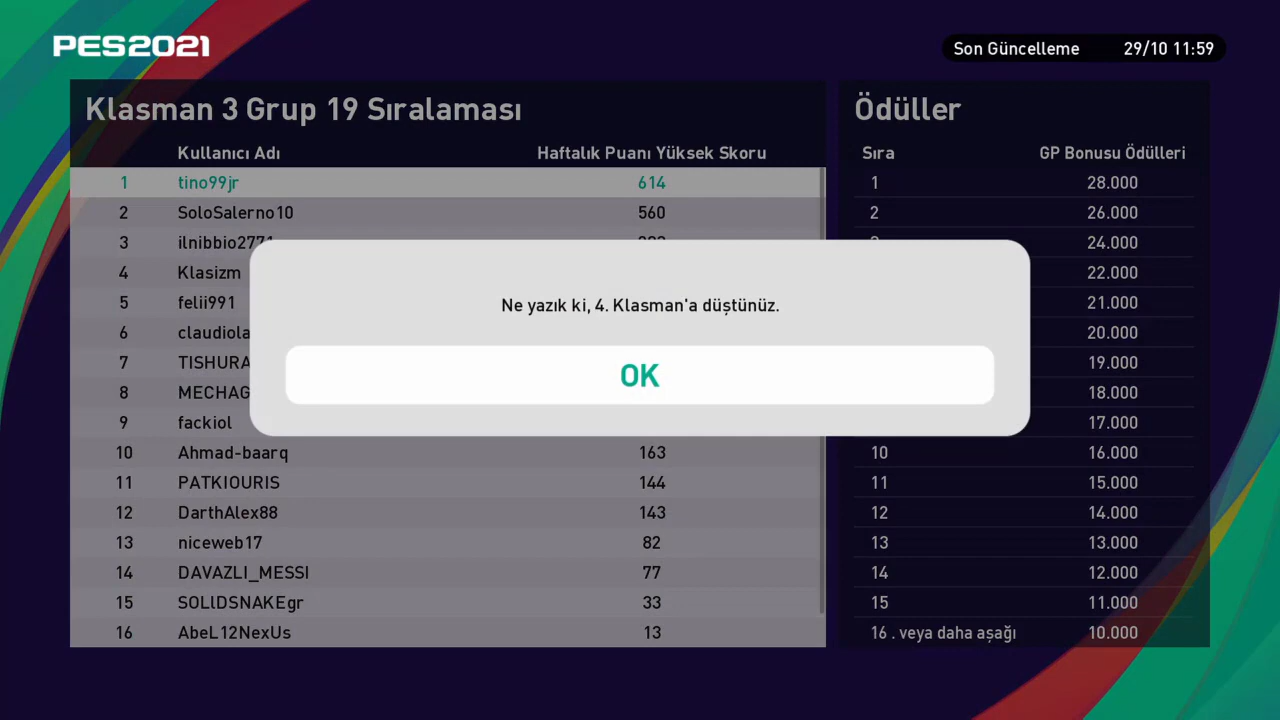 PES2021
Son Güncelleme 29/10 11:59
Klasman 3 Grup 19 Sıralaması
Kullanıcı Adı Haftalık Puanı Yüksek Skoru
1 tino99jr 614
2 SoloSalerno10 560
3 ilnibbio2771
4 Klasizm
5 felii991
6
7
8
9 fackiol
10 Ahmad-baarq 163
11 PATKIOURIS 144
12 DarthAlex88 143
13 niceweb17 82
14 DAVAZLI_MESSI 77
15 SOLlDSNAKEgr 33
16 AbeL12NexUs 13
Ne yazık ki, 4. Klasman'a düştünüz.
OK
Ödüller
Sıra GP Bonusu Ödülleri
1 28.000
2 26.000
24.000
22.000
21.000
20.000
19.000
18.000
17.000
10 16.000
11 15.000
12 14.000
13 13.000
14 12.000
15 11.000
16 . veya daha aşağı 10.000